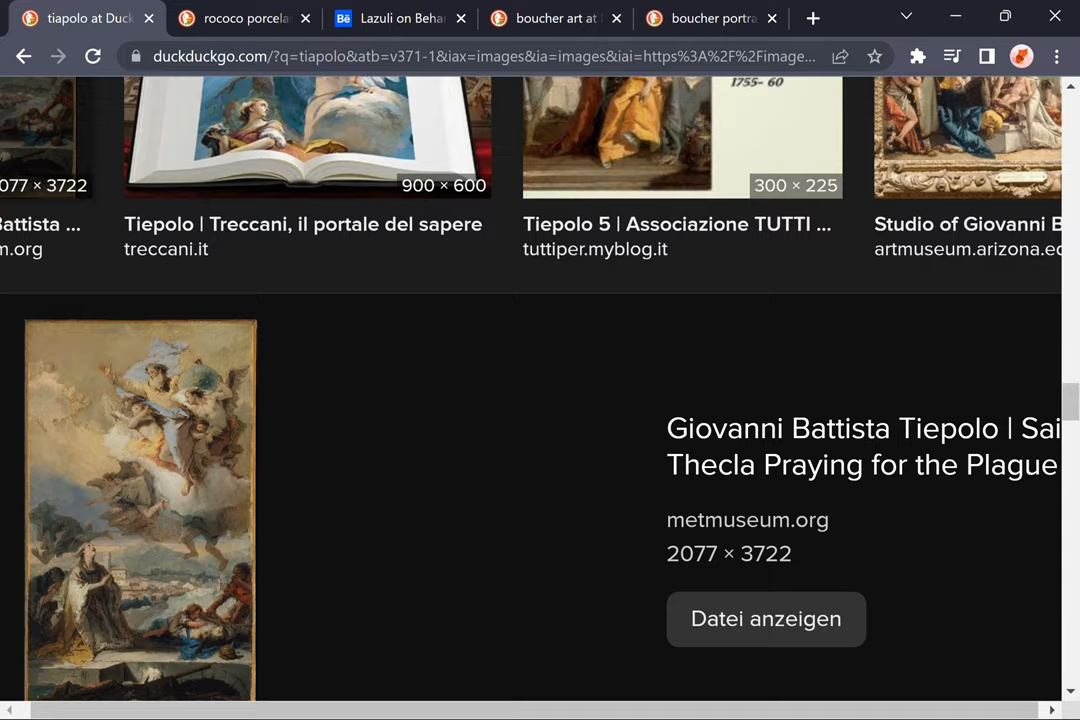 tiapolo at Duck
rococo porcela
Bē Lazuli on Beha
boucher art at
boucher portra
duckduckgo.com/?q=tiapolo&atb=v371-1&iax=images&ia=images&iai=https%3A%2F%2Fimage...
1755- 60
077 × 3722
900 × 600
300 × 225
Battista ...
m.org
Tiepolo | Treccani, il portale del sapere
treccani.it
Tiepolo 5 | Associazione TUTTI ...
tuttiper.myblog.it
Studio of Giovanni B
artmuseum.arizona.ed
Giovanni Battista Tiepolo | Sai
Thecla Praying for the Plague
metmuseum.org
2077 × 3722
Datei anzeigen